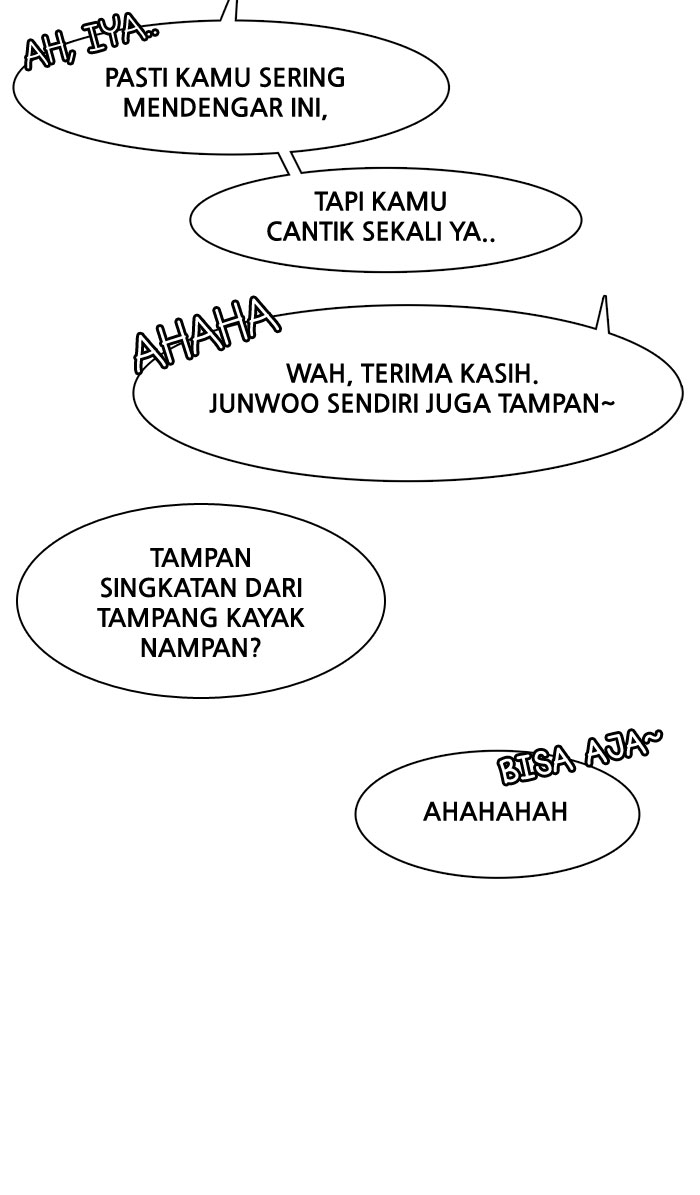 AH, IYA..
PASTI KAMU SERING
MENDENGAR INI,
TAPI KAMU
CANTIK SEKALI YA..
AHAHA
WAH, TERIMA KASIH.
JUNWOO SENDIRI JUGA TAMPAN~
TAMPAN
SINGKATAN DARI
TAMPANG KAYAK
NAMPAN?
BISA AJA~
AHAHAHAH